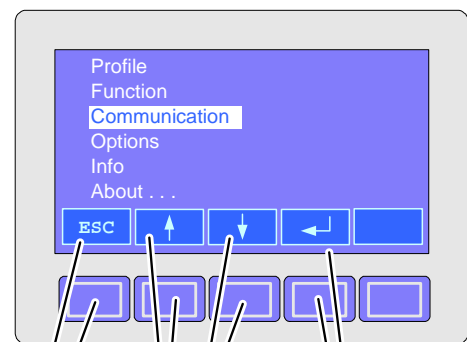 Profile
Function
Communication
Options
Info
About . . .
ESC